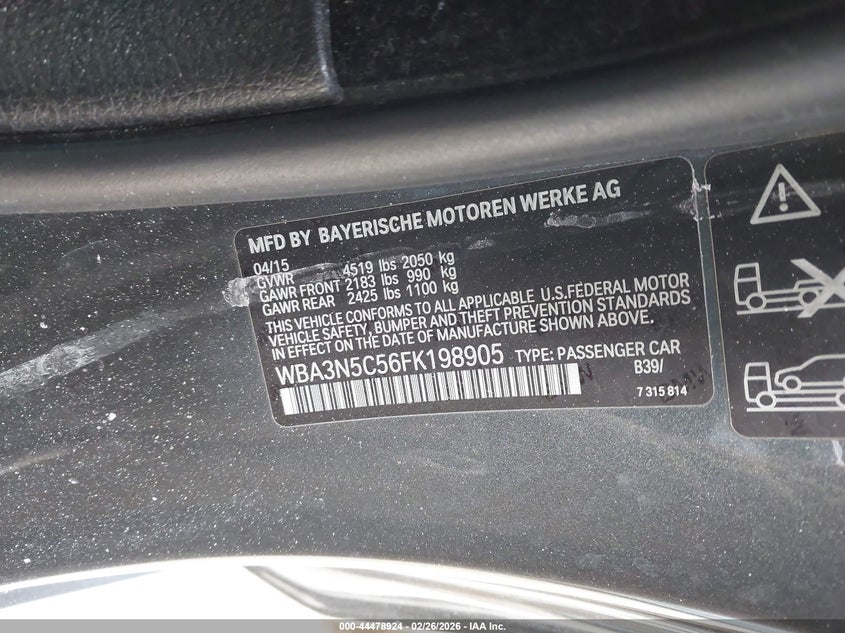 MFD BY BAYERISCHE MOTOREN WERKE AG
04/15
GVWR 4519 lbs 2050 kg
GAWR FRONT 2183 lbs 990 kg
GAWR REAR 2425 lbs 1100 kg
THIS VEHICLE CONFORMS TO ALL APPLICABLE U.S.FEDERAL MOTOR
VEHICLE SAFETY, BUMPER AND THEFT PREVENTION STANDARDS
IN EFFECT ON THE DATE OF MANUFACTURE SHOWN ABOVE.
WBA3N5C56FK198905 TYPE: PASSENGER CAR
B39/
7 315 814
000-44478924 - 02/26/2026 - IAA Inc.